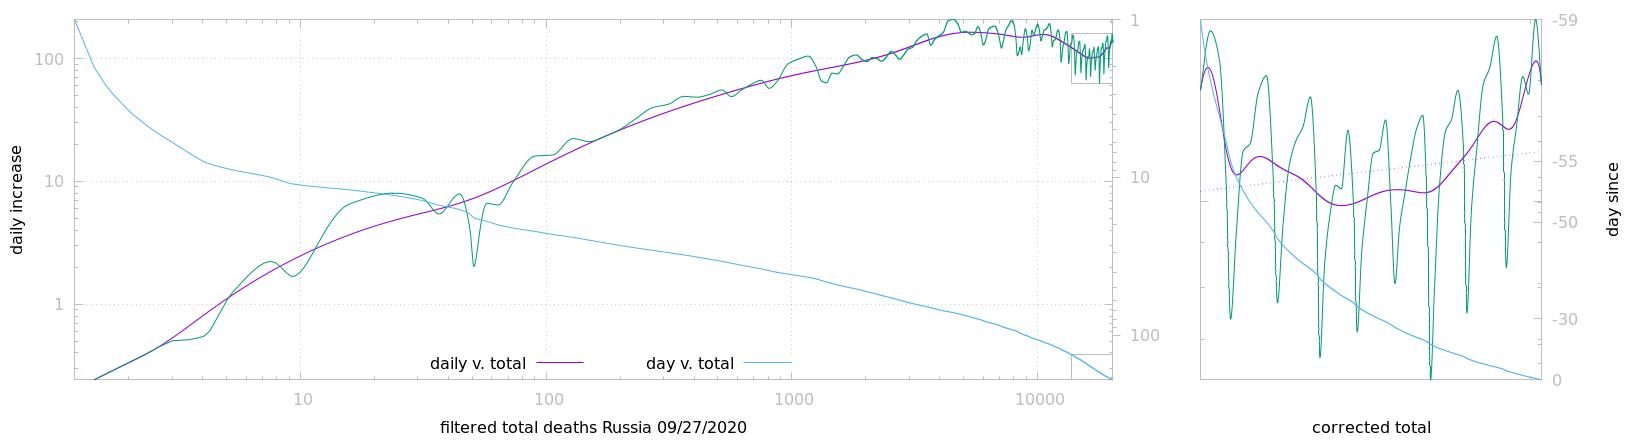 daily increase
100
10
1
daily v. total
day v. total
10
100
1000
10000
filtered total deaths Russia 09/27/2020
1
10
100
-59
-55
-50
-30
0
day since
corrected total